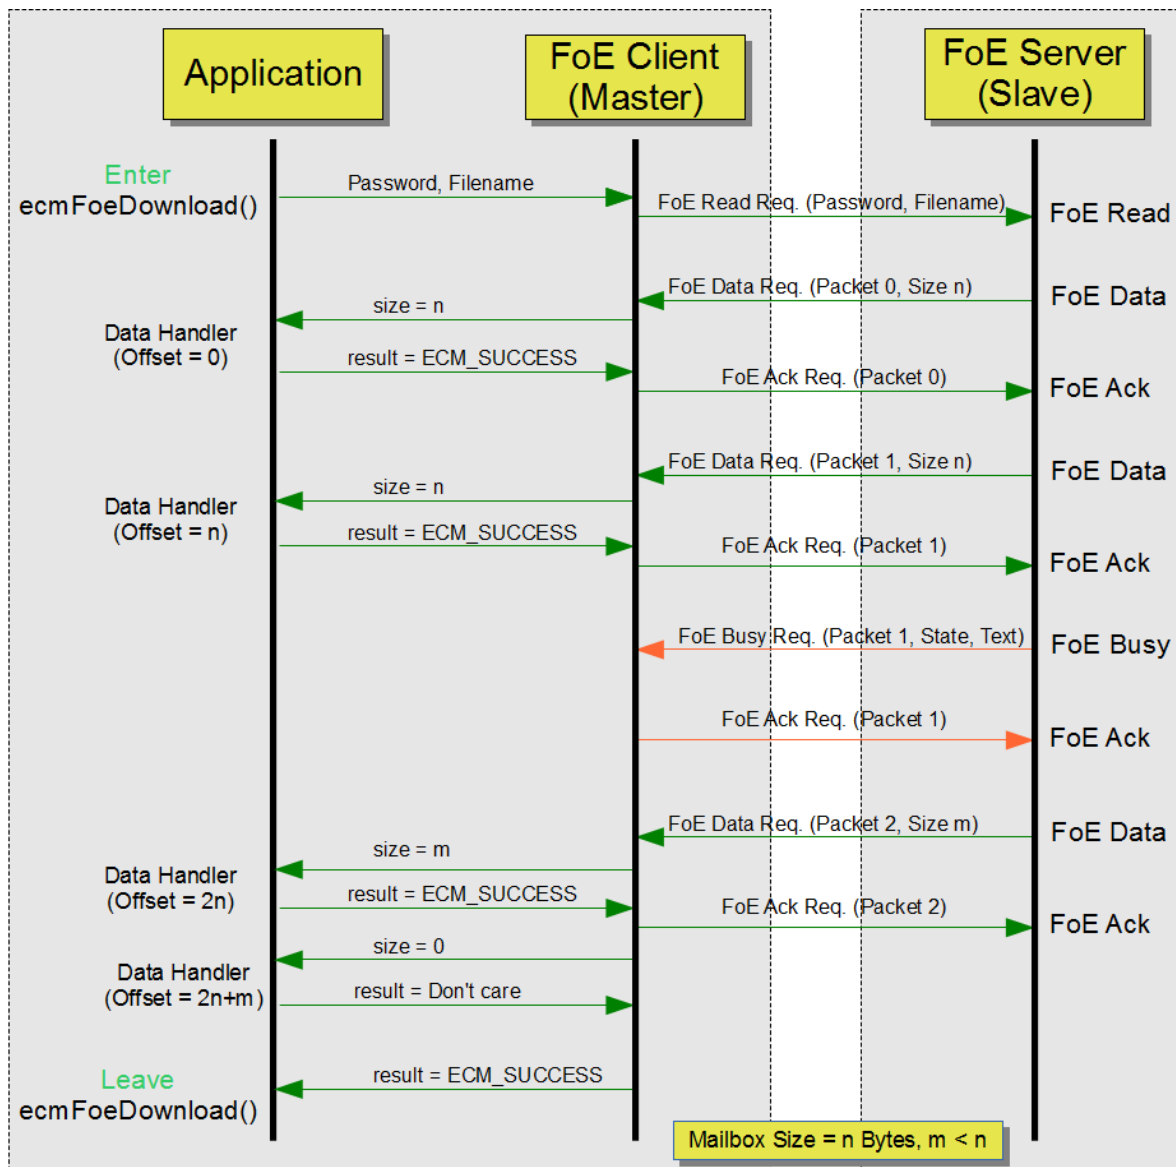 Application
FoE Client
(Master)
FoE Server
(Slave)
Enter
ecmFoeDownload()
Password, Filename
FoE Read Req. (Password, Filename)
FoE Read
FoE Data Req. (Packet 0, Size n)
FoE Data
size = n
Data Handler
(Offset = 0)
result = ECM_SUCCESS
FoE Ack Req. (Packet 0)
FoE Ack
FoE Data Req. (Packet 1, Size n)
FoE Data
size = n
Data Handler
(Offset = n)
result = ECM_SUCCESS
FoE Ack Req. (Packet 1)
FoE Ack
FoE Busy Req. (Packet 1, State, Text)
FoE Busy
FoE Ack Req. (Packet 1)
FoE Ack
FoE Data Req. (Packet 2, Size m)
FoE Data
size = m
Data Handler
(Offset = 2n)
result = ECM_SUCCESS
FoE Ack Req. (Packet 2)
FoE Ack
size = 0
Data Handler
(Offset = 2n+m)
result = Don't care
Leave
ecmFoeDownload()
result = ECM_SUCCESS
Mailbox Size = n Bytes, m < n